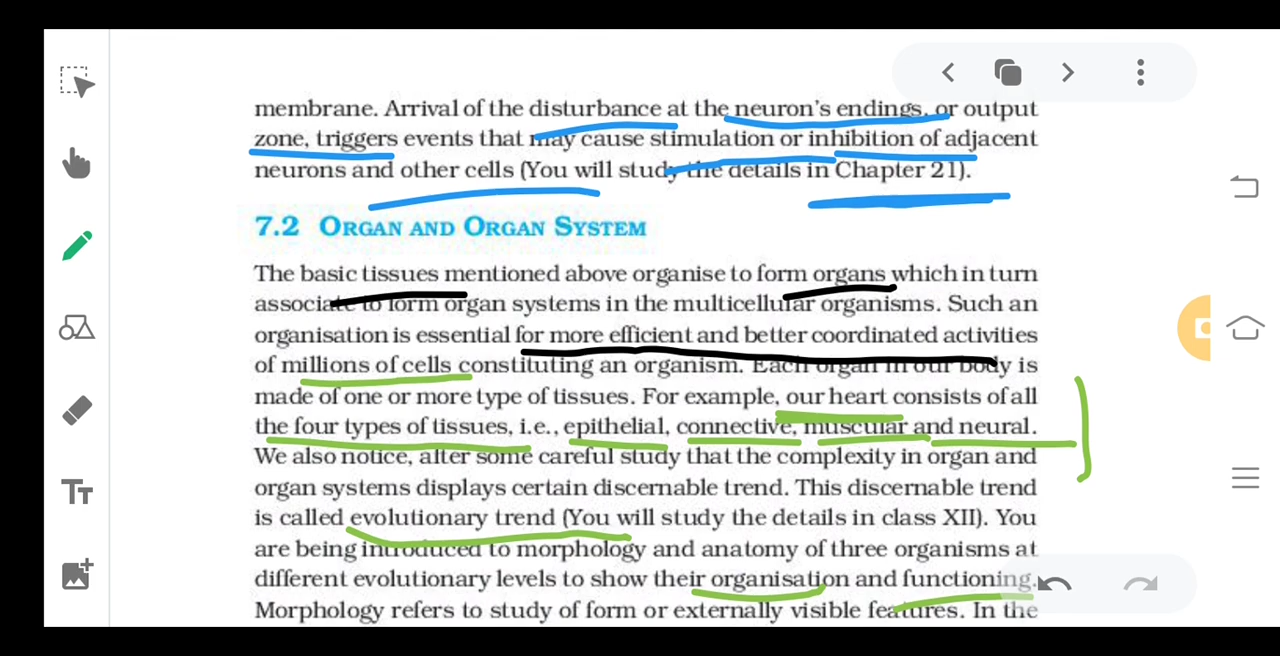 membrane. Arrival of the disturbance at the neuron's endings, or output
zone, triggers events that may cause stimulation or inhibition of adjacent
neurons and other cells (You will study the details in Chapter 21).
7.2 ORGAN AND ORGAN SYSTEM
The basic tissues mentioned above organise to form organs which in turn
associate to form organ systems in the multicellular organisms. Such an
organisation is essential for more efficient and better coordinated activities
of millions of cells constituting an organism. Each organ in our body is
made of one or more type of tissues. For example, our heart consists of all
the four types of tissues, i.e., epithelial, connective, muscular and neural.
We also notice, after some careful study that the complexity in organ and
organ systems displays certain discernable trend. This discernable trend
is called evolutionary trend (You will study the details in class XII). You
are being introduced to morphology and anatomy of three organisms at
different evolutionary levels to show their organisation and functioning.
Morphology refers to study of form or externally visible features. In the
TT